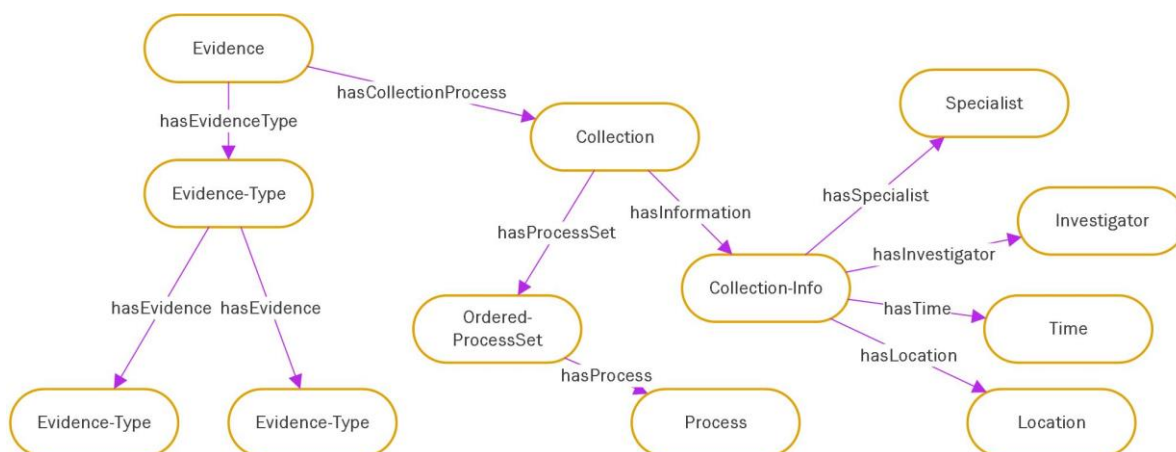 Evidence
hasCollectionProcess
Specialist
hasEvidenceType
Collection
Evidence-Type
hasSpecialist
hasInformation
Investigator
hasProcessSet
hasInvestigator
Collection-Info
hasEvidence
hasEvidence
hasTime
Ordered-
ProcessSet
Time
hasLocation
hasProcess
Evidence-Type
Evidence-Type
Process
Location